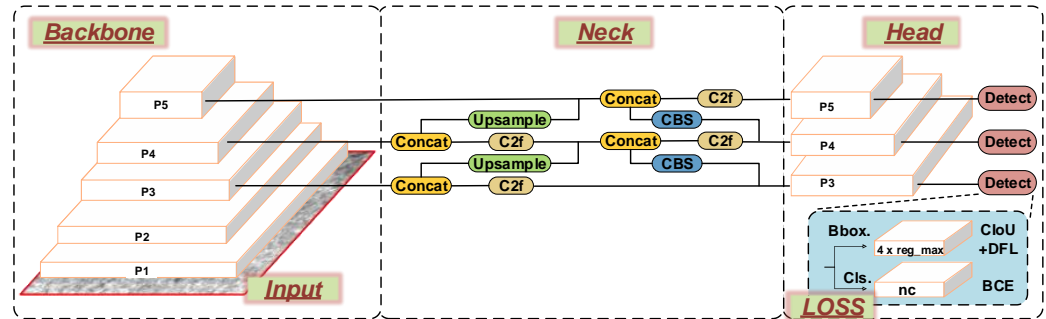 Backbone
Neck
Head
P5
Concat
C2f
P5
Detect
Upsample
CBS
P4
Concat
C2f
Concat
C2f
P4
Detect
Upsample
CBS
P3
Concat
C2f
P3
Detect
P2
P1
Input
Bbox.
4 x reg_max
CIoU
+DFL
Cls.
nc
BCE
LOSS